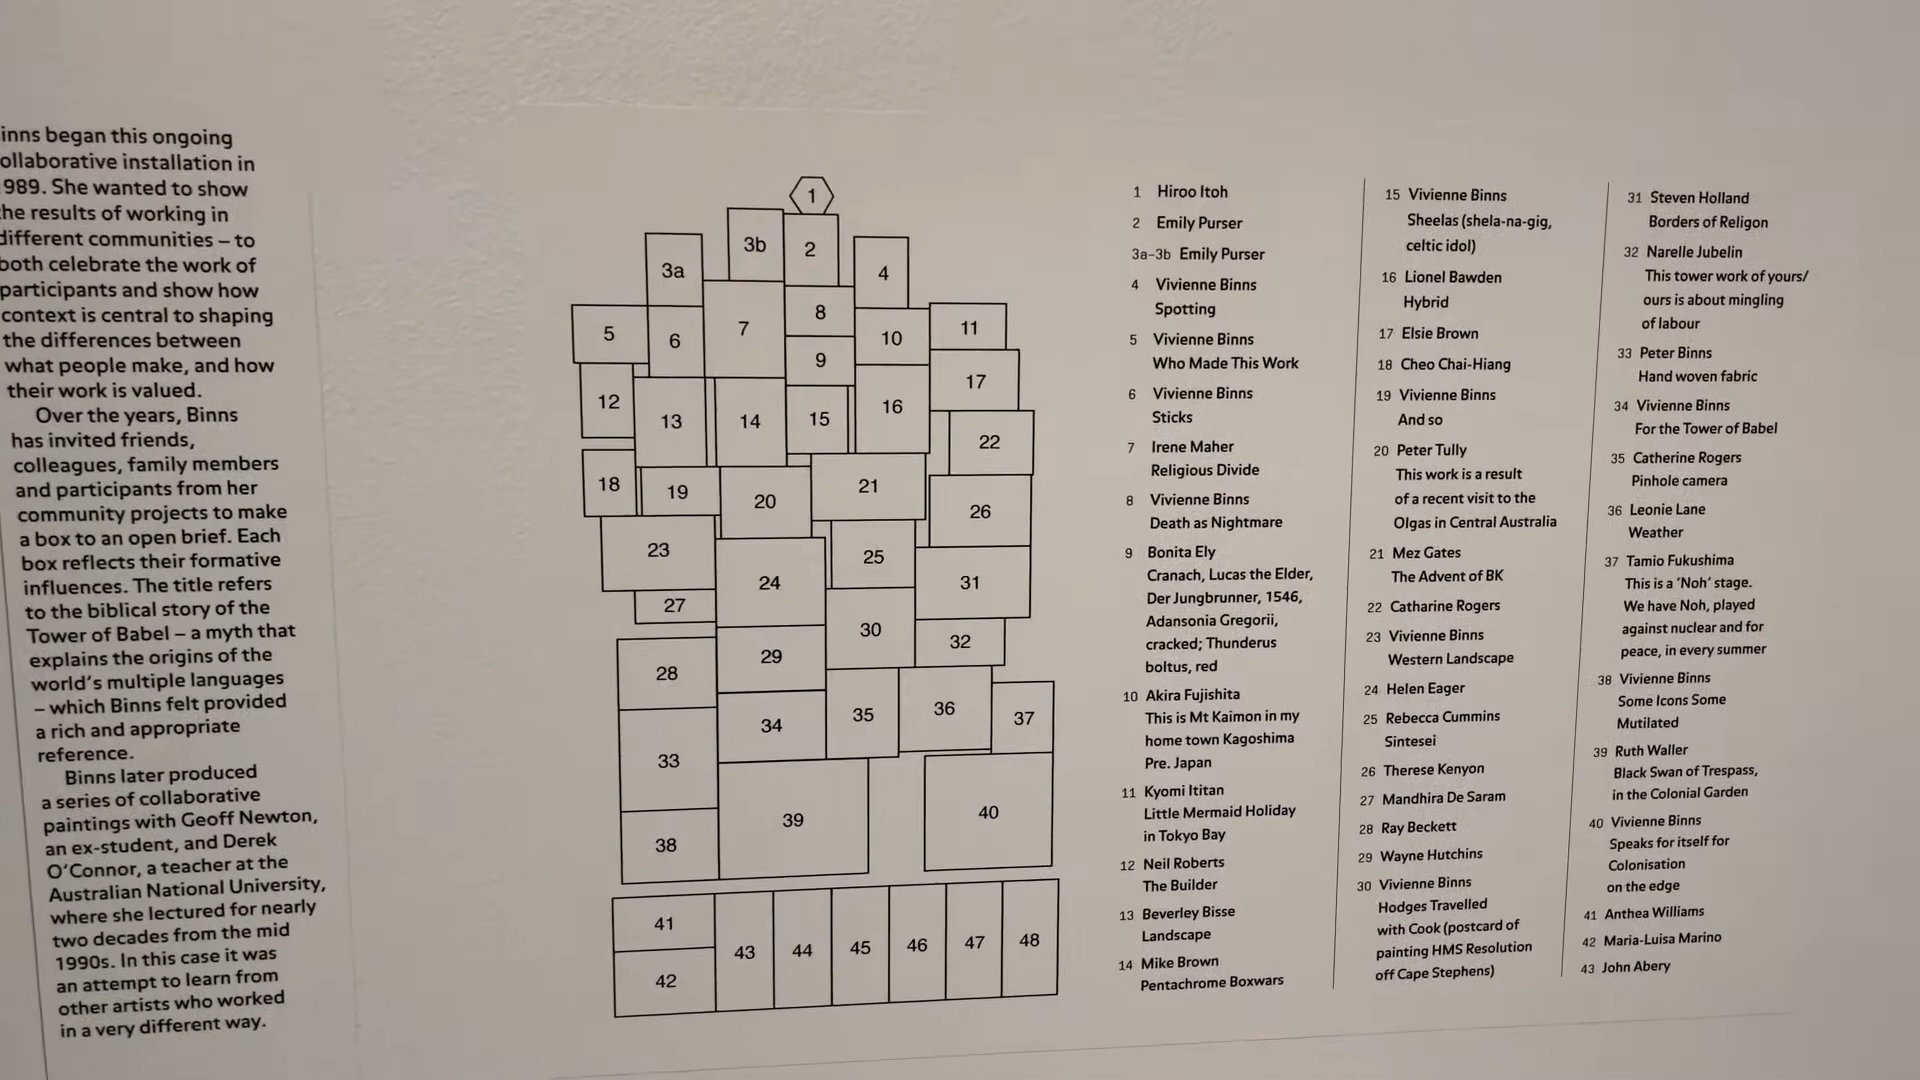 inns began this ongoing
ollaborative installation in
989. She wanted to show
he results of working in
different communities – to
both celebrate the work of
participants and show how
context is central to shaping
the differences between
what people make, and how
their work is valued.
Over the years, Binns
has invited friends,
colleagues, family members
and participants from her
community projects to make
a box to an open brief. Each
box reflects their formative
influences. The title refers
to the biblical story of the
Tower of Babel – a myth that
explains the origins of the
world's multiple languages
– which Binns felt provided
a rich and appropriate
reference.
Binns later produced
a series of collaborative
paintings with Geoff Newton,
an ex-student, and Derek
O'Connor, a teacher at the
Australian National University,
where she lectured for nearly
two decades from the mid
1990s. In this case it was
an attempt to learn from
other artists who worked
in a very different way.
1
3b 2
3a 4
5 6 7 8 10 11
9
12 13 14 15 16 17
22
18 19 20 21 26
23 24 25 31
27 30 32
28 29
33 34 35 36 37
38 39 40
41 43 44 45 46 47 48
42
1 Hiroo Itoh
2 Emily Purser
3a–3b Emily Purser
4 Vivienne Binns
Spotting
5 Vivienne Binns
Who Made This Work
6 Vivienne Binns
Sticks
7 Irene Maher
Religious Divide
8 Vivienne Binns
Death as Nightmare
9 Bonita Ely
Cranach, Lucas the Elder,
Der Jungbrunner, 1546,
Adansonia Gregorii,
cracked; Thunderus
boltus, red
10 Akira Fujishita
This is Mt Kaimon in my
home town Kagoshima
Pre. Japan
11 Kyomi Ititan
Little Mermaid Holiday
in Tokyo Bay
12 Neil Roberts
The Builder
13 Beverley Bisse
Landscape
14 Mike Brown
Pentachrome Boxwars
15 Vivienne Binns
Sheelas (shela-na-gig,
celtic idol)
16 Lionel Bawden
Hybrid
17 Elsie Brown
18 Cheo Chai-Hiang
19 Vivienne Binns
And so
20 Peter Tully
This work is a result
of a recent visit to the
Olgas in Central Australia
21 Mez Gates
The Advent of BK
22 Catharine Rogers
23 Vivienne Binns
Western Landscape
24 Helen Eager
25 Rebecca Cummins
Sintesei
26 Therese Kenyon
27 Mandhira De Saram
28 Ray Beckett
29 Wayne Hutchins
30 Vivienne Binns
Hodges Travelled
with Cook (postcard of
painting HMS Resolution
off Cape Stephens)
31 Steven Holland
Borders of Religon
32 Narelle Jubelin
This tower work of yours/
ours is about mingling
of labour
33 Peter Binns
Hand woven fabric
34 Vivienne Binns
For the Tower of Babel
35 Catherine Rogers
Pinhole camera
36 Leonie Lane
Weather
37 Tamio Fukushima
This is a 'Noh' stage.
We have Noh, played
against nuclear and for
peace, in every summer
38 Vivienne Binns
Some Icons Some
Mutilated
39 Ruth Waller
Black Swan of Trespass,
in the Colonial Garden
40 Vivienne Binns
Speaks for itself for
Colonisation
on the edge
41 Anthea Williams
42 Maria-Luisa Marino
43 John Abery